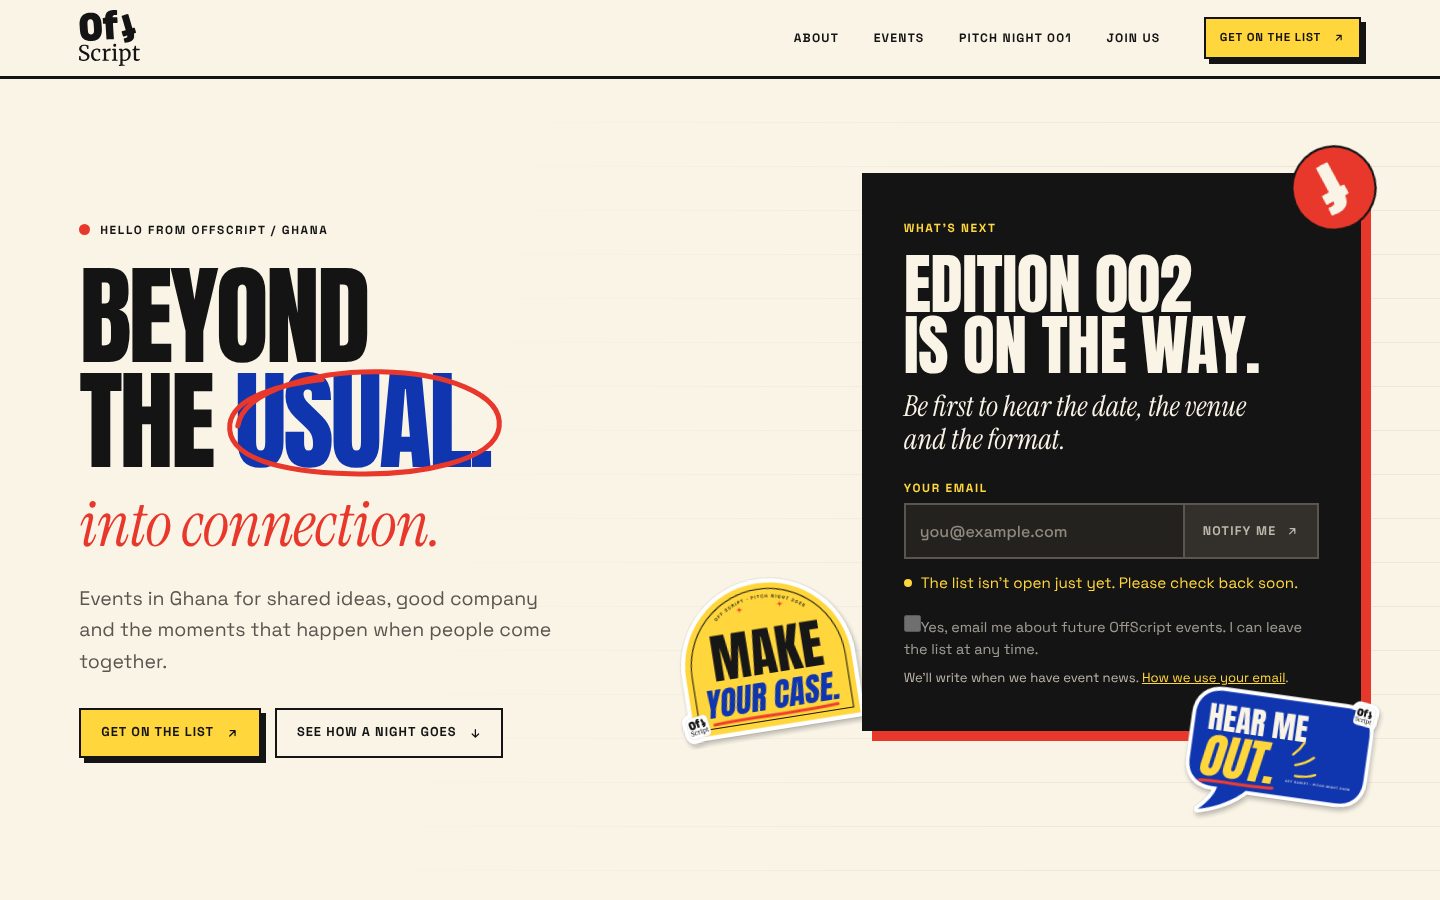 Off
Script
ABOUT
EVENTS
PITCH NIGHT 001
JOIN US
GET ON THE LIST
HELLO FROM OFFSCRIPT / GHANA
BEYOND
THE USUAL.
into connection.
Events in Ghana for shared ideas, good company
and the moments that happen when people come
together.
GET ON THE LIST
SEE HOW A NIGHT GOES
WHAT'S NEXT
EDITION 002
IS ON THE WAY.
Be first to hear the date, the venue
and the format.
YOUR EMAIL
you@example.com
NOTIFY ME
The list isn't open just yet. Please check back soon.
Yes, email me about future OffScript events. I can leave
the list at any time.
We'll write when we have event news. How we use your email.
MAKE
YOUR CASE.
Off
Script
HEAR ME
OUT.
Off
Script